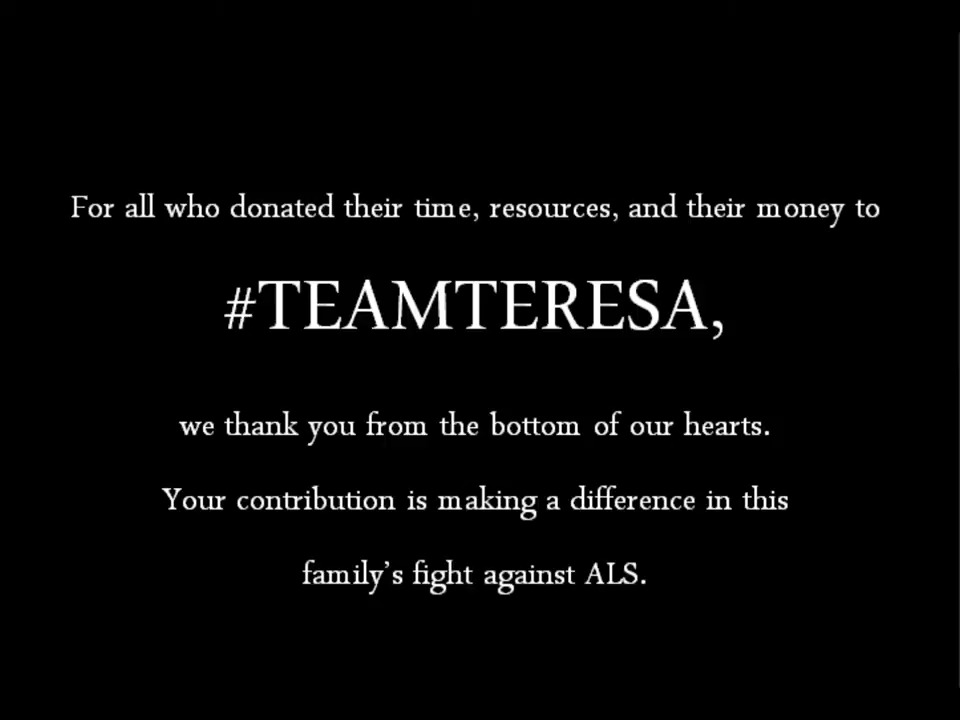 For all who donated their time, resources, and their money to
#TEAMTERESA,
we thank you from the bottom of our hearts.
Your contribution is making a difference in this
family’s fight against ALS.